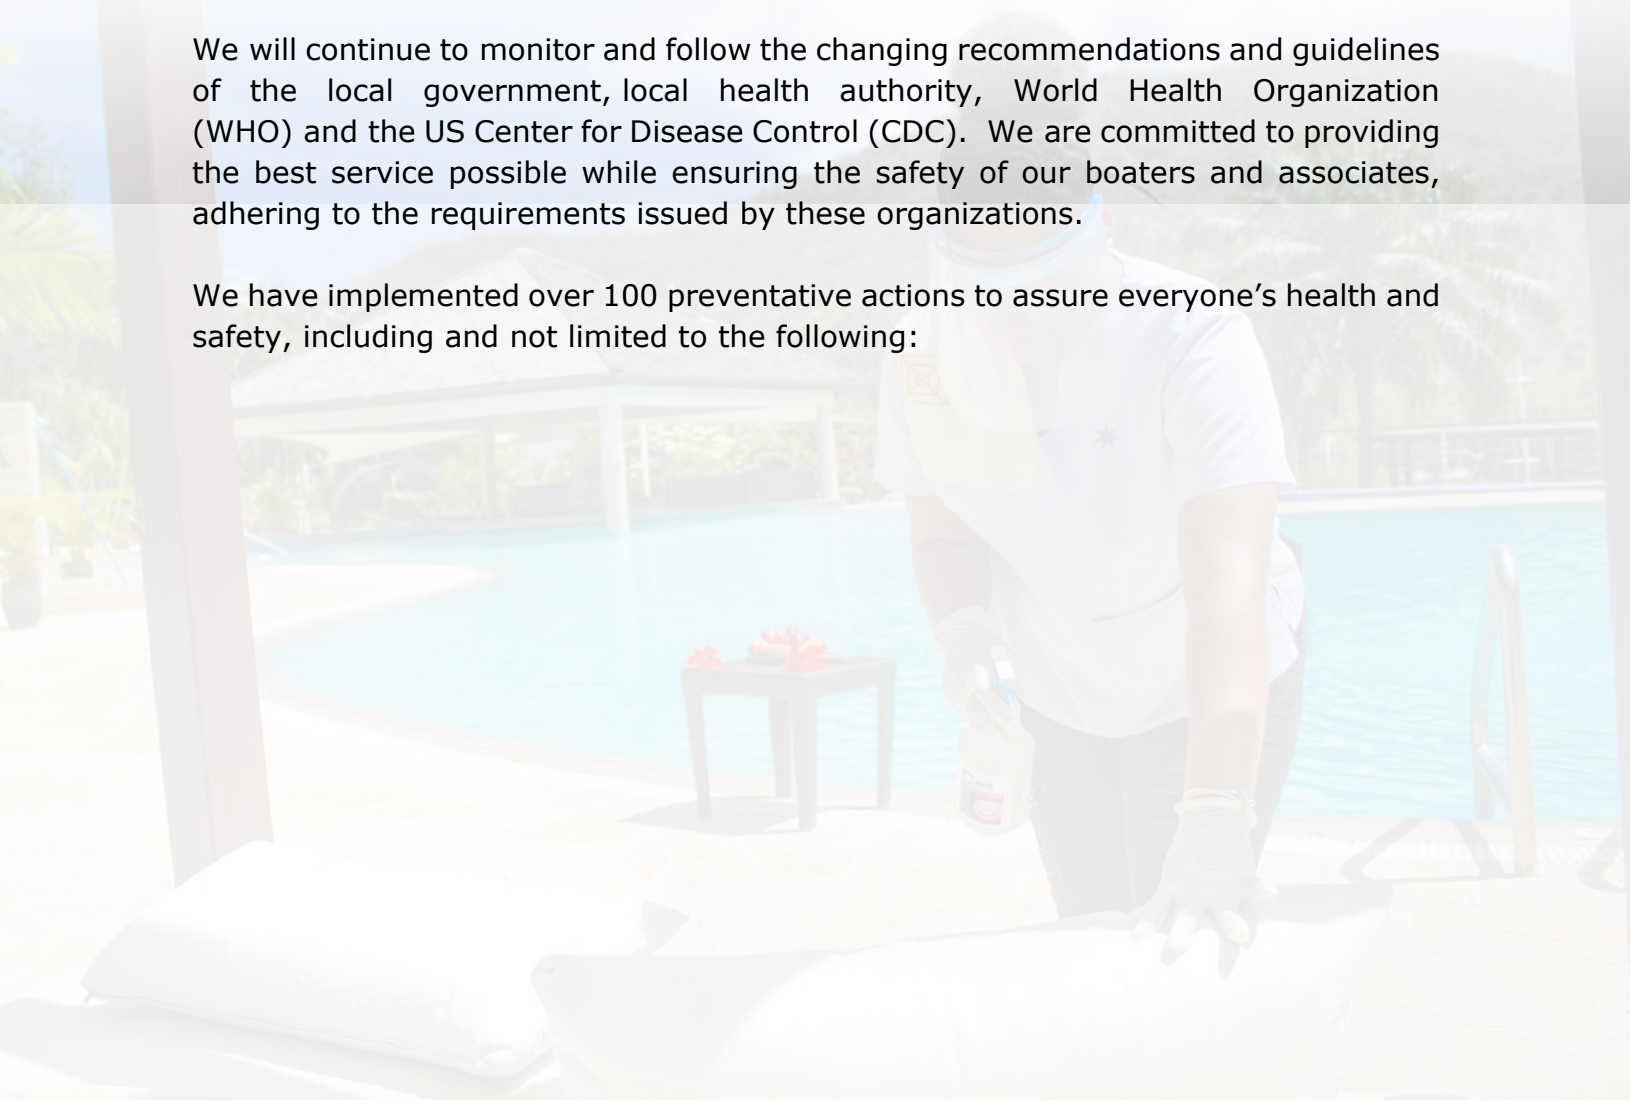 We will continue to monitor and follow the changing recommendations and guidelines
of the local government, local health authority, World Health Organization
(WHO) and the US Center for Disease Control (CDC).  We are committed to providing
the best service possible while ensuring the safety of our boaters and associates,
adhering to the requirements issued by these organizations.
We have implemented over 100 preventative actions to assure everyone’s health and
safety, including and not limited to the following: